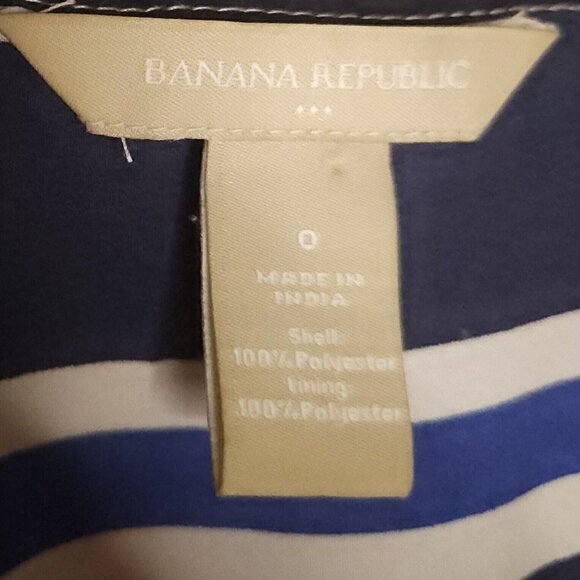 BANANA REPUBLIC
0
MADE IN
INDIA
Shell:
100%Polyester
Lining:
100%Polyester